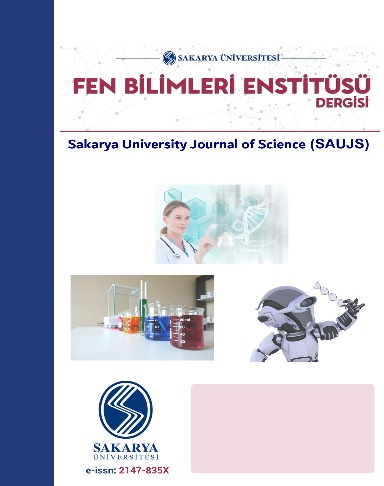 SAKARYA ÜNİVERSİTESİ
FEN BİLİMLERİ ENSTİTÜSÜ
DERGİSİ
Sakarya University Journal of Science (SAUJS)
SAKARYA
ÜNİVERSİTESİ
e-issn: 2147-835X